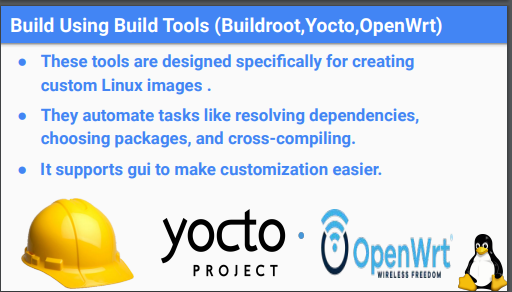 Build Using Build Tools (Buildroot,Yocto,OpenWrt)
● These tools are designed specifically for creating
custom Linux images .
● They automate tasks like resolving dependencies,
choosing packages, and cross-compiling.
● It supports gui to make customization easier.
yocto
PROJECT
OpenWrt
WIRELESS FREEDOM